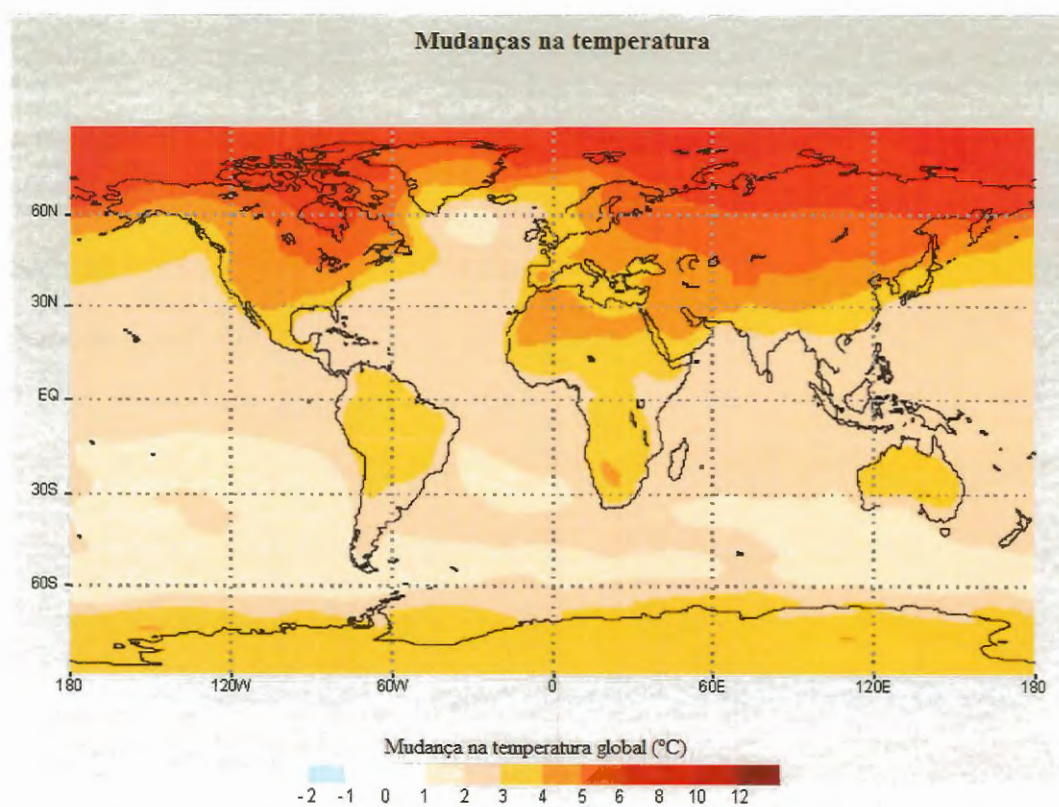 Mudanças na temperatura
60N
30N
EQ
30S
60S
180 120W 60W 0 60E 120E 180
Mudança na temperatura global (°C)
-2 -1 0 1 2 3 4 5 6 8 10 12